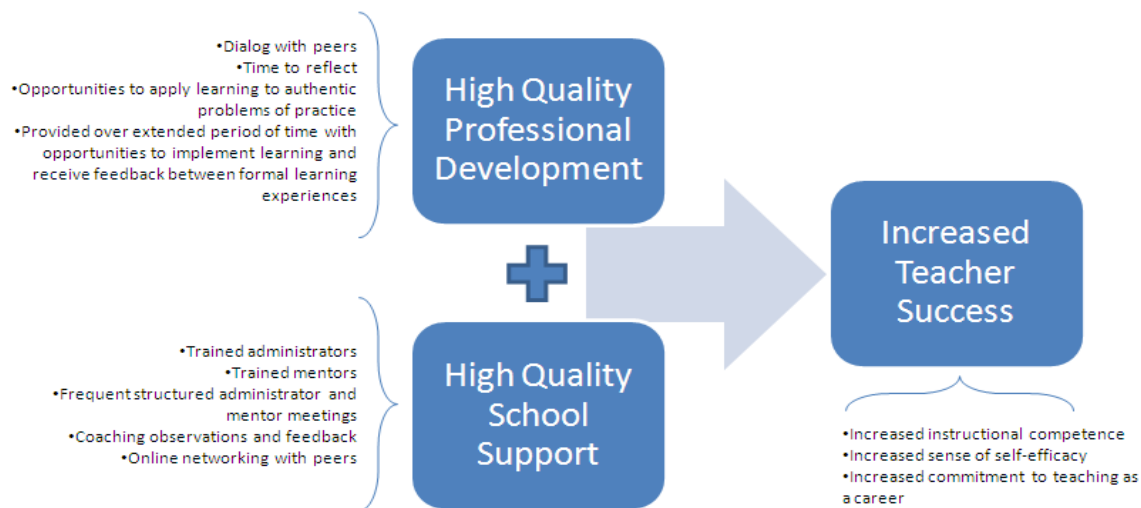 •Dialog with peers
•Time to reflect
•Opportunities to apply learning to authentic
problems of practice
•Provided over extended period of time with
opportunities to implement learning and
receive feedback between formal learning
experiences
High Quality
Professional
Development
•Trained administrators
•Trained mentors
•Frequent structured administrator and
mentor meetings
•Coaching observations and feedback
•Online networking with peers
High Quality
School
Support
Increased
Teacher
Success
•Increased instructional competence
•Increased sense of self-efficacy
•Increased commitment to teaching as
a career